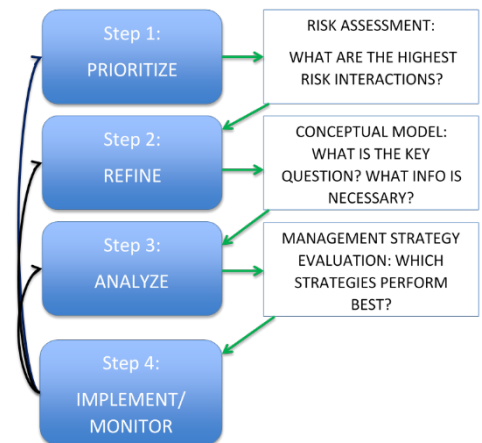 Step 1:
PRIORITIZE
RISK ASSESSMENT:
WHAT ARE THE HIGHEST
RISK INTERACTIONS?
Step 2:
REFINE
CONCEPTUAL MODEL:
WHAT IS THE KEY
QUESTION? WHAT INFO IS
NECESSARY?
Step 3:
ANALYZE
MANAGEMENT STRATEGY
EVALUATION: WHICH
STRATEGIES PERFORM
BEST?
Step 4:
IMPLEMENT/
MONITOR